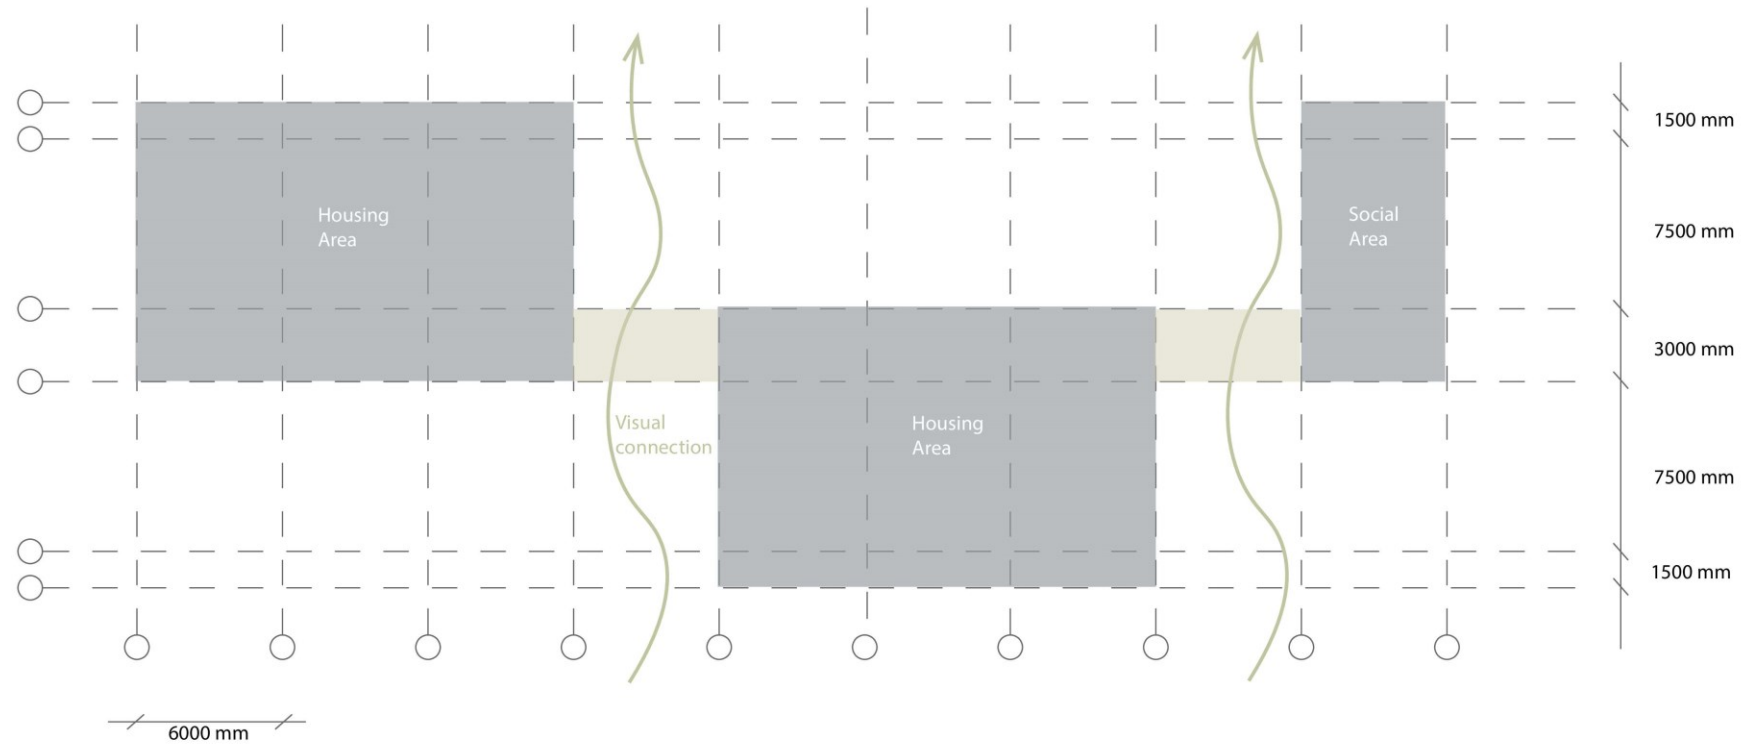 1500 mm
Housing
Area
Social
Area
7500 mm
3000 mm
Visual
connection
Housing
Area
7500 mm
1500 mm
6000 mm